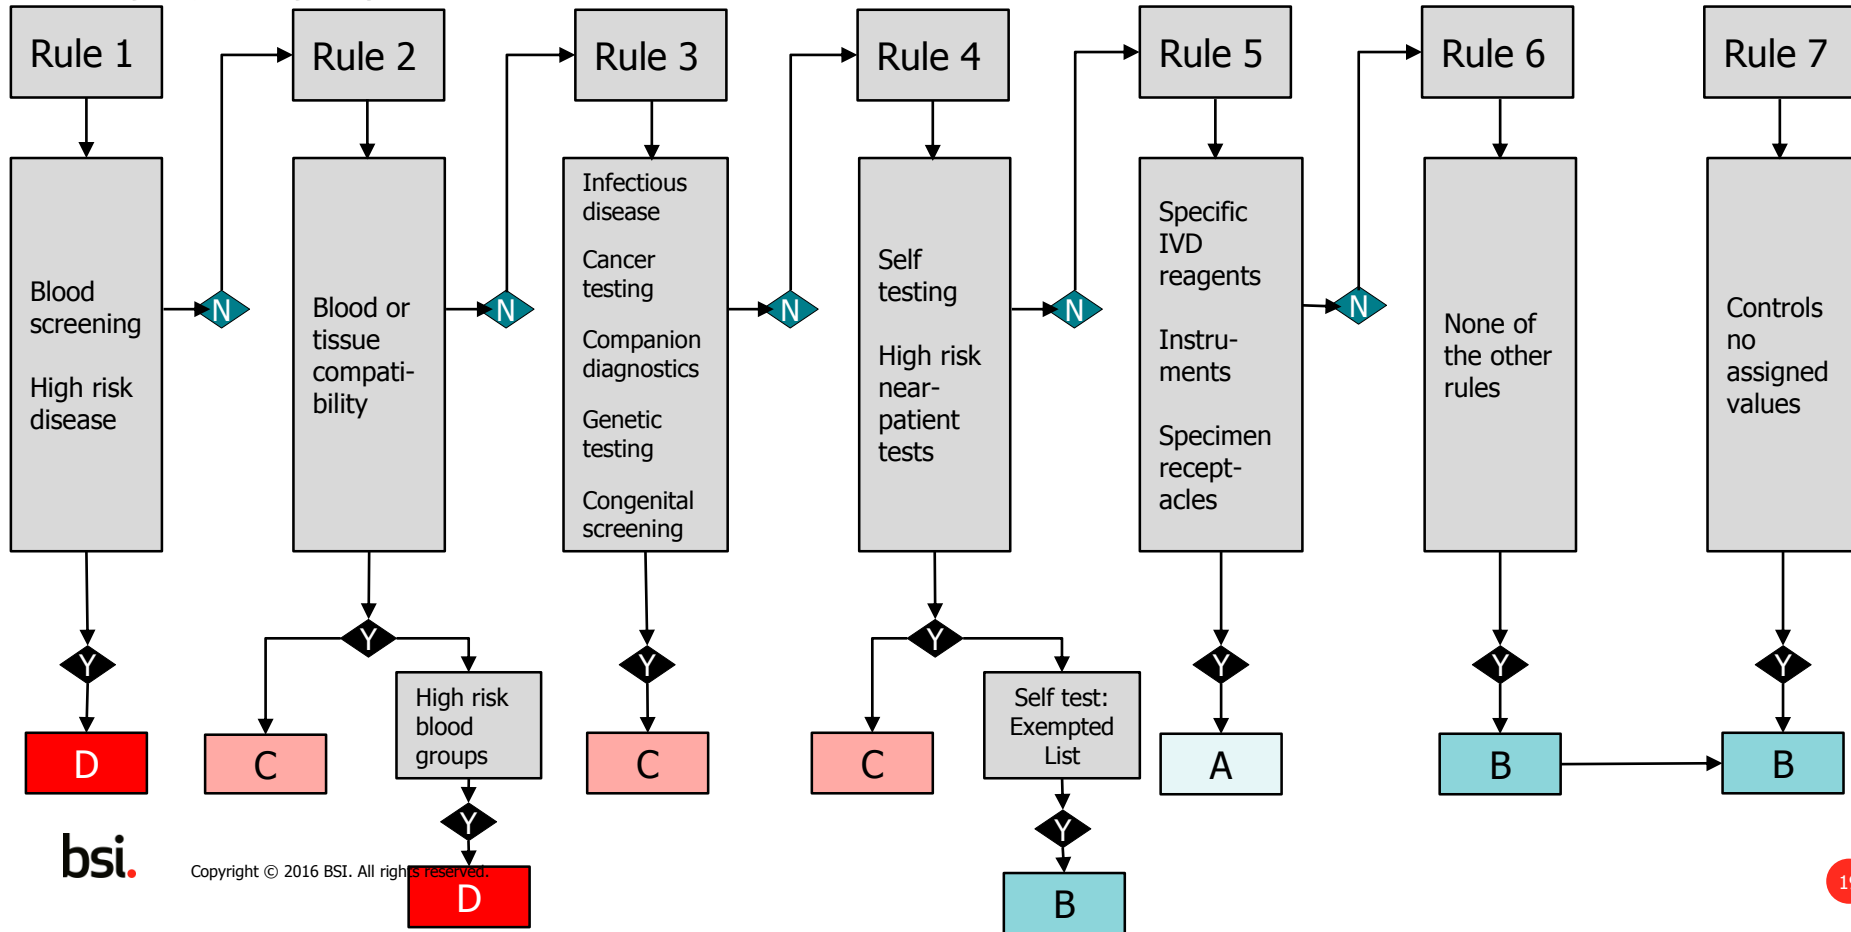 Rule 1
Rule 2
Rule 3
Rule 4
Rule 5
Rule 6
Rule 7
Blood
screening
High risk
disease
N
Blood or
tissue
compati-
bility
N
Infectious
disease
Cancer
testing
Companion
diagnostics
Genetic
testing
Congenital
screening
N
Self
testing
High risk
near-
patient
tests
N
Specific
IVD
reagents
Instru-
ments
Specimen
recept-
acles
N
None of
the other
rules
Controls
no
assigned
values
Y
Y
Y
Y
Y
Y
Y
High risk
blood
groups
Self test:
Exempted
List
D
C
C
C
A
B
B
Y
Y
bsi.
Copyright © 2016 BSI. All rights reserved.
D
B